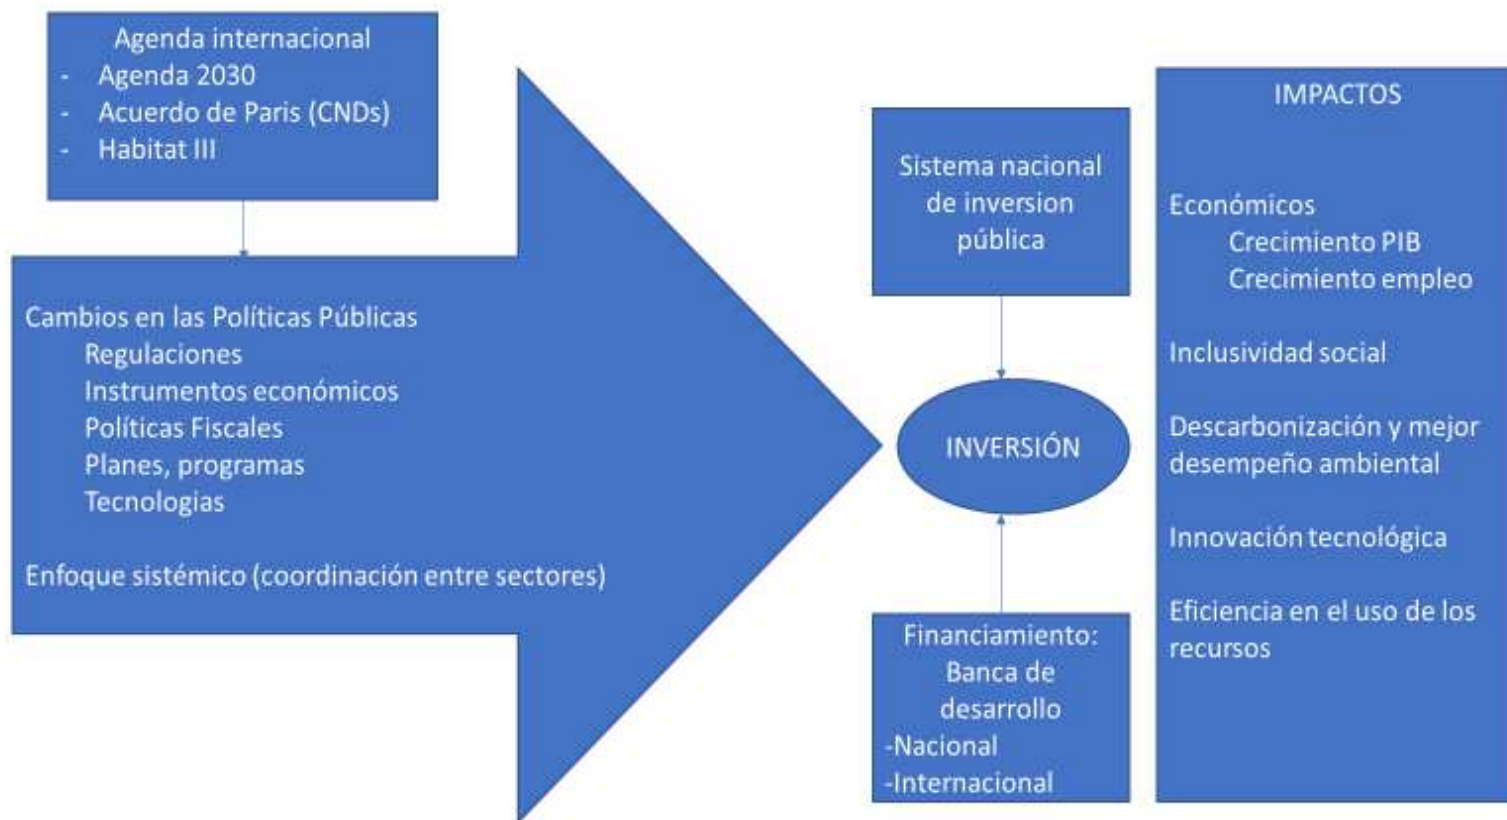 Agenda internacional
- Agenda 2030
- Acuerdo de Paris (CNDs)
- Habitat III
Cambios en las Políticas Públicas
Regulaciones
Instrumentos económicos
Políticas Fiscales
Planes, programas
Tecnologias
Enfoque sistémico (coordinación entre sectores)
Sistema nacional
de inversion
pública
INVERSIÓN
Financiamiento:
Banca de
desarrollo
-Nacional
-Internacional
IMPACTOS
Económicos
Crecimiento PIB
Crecimiento empleo
Inclusividad social
Descarbonización y mejor
desempeño ambiental
Innovación tecnológica
Eficiencia en el uso de los
recursos